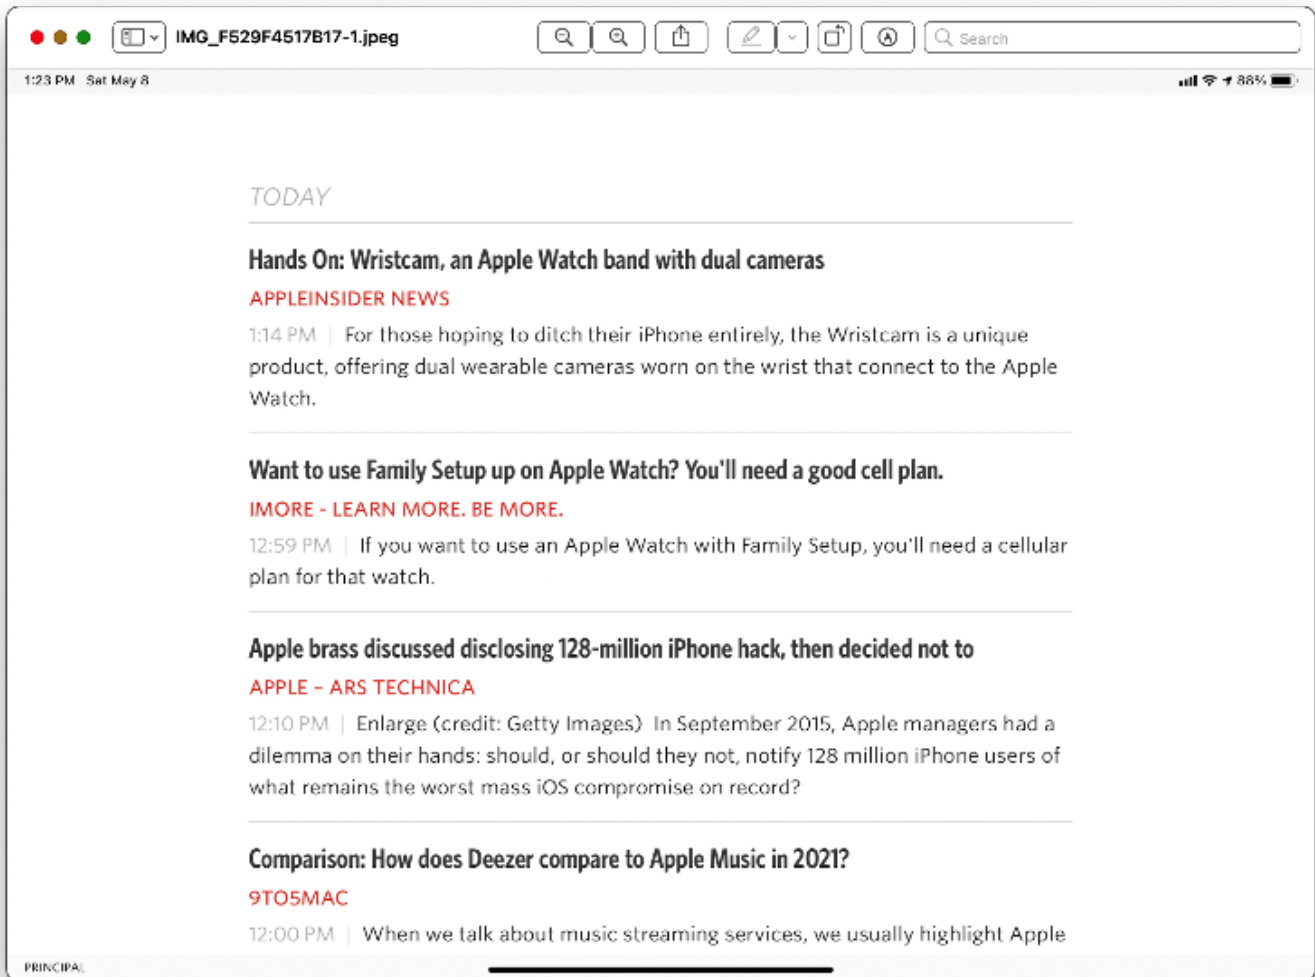 IMG_F529F4517B17-1.jpeg
Search
1:23 PM Sat May 8
88%
TODAY
Hands On: Wristcam, an Apple Watch band with dual cameras
APPLEINSIDER NEWS
1:14 PM | For those hoping to ditch their iPhone entirely, the Wristcam is a unique
product, offering dual wearable cameras worn on the wrist that connect to the Apple
Watch.
Want to use Family Setup up on Apple Watch? You'll need a good cell plan.
IMORE - LEARN MORE. BE MORE.
12:59 PM | If you want to use an Apple Watch with Family Setup, you'll need a cellular
plan for that watch.
Apple brass discussed disclosing 128-million iPhone hack, then decided not to
APPLE – ARS TECHNICA
12:10 PM | Enlarge (credit: Getty Images) In September 2015, Apple managers had a
dilemma on their hands: should, or should they not, notify 128 million iPhone users of
what remains the worst mass iOS compromise on record?
Comparison: How does Deezer compare to Apple Music in 2021?
9TO5MAC
12:00 PM | When we talk about music streaming services, we usually highlight Apple
PRINCIPAL